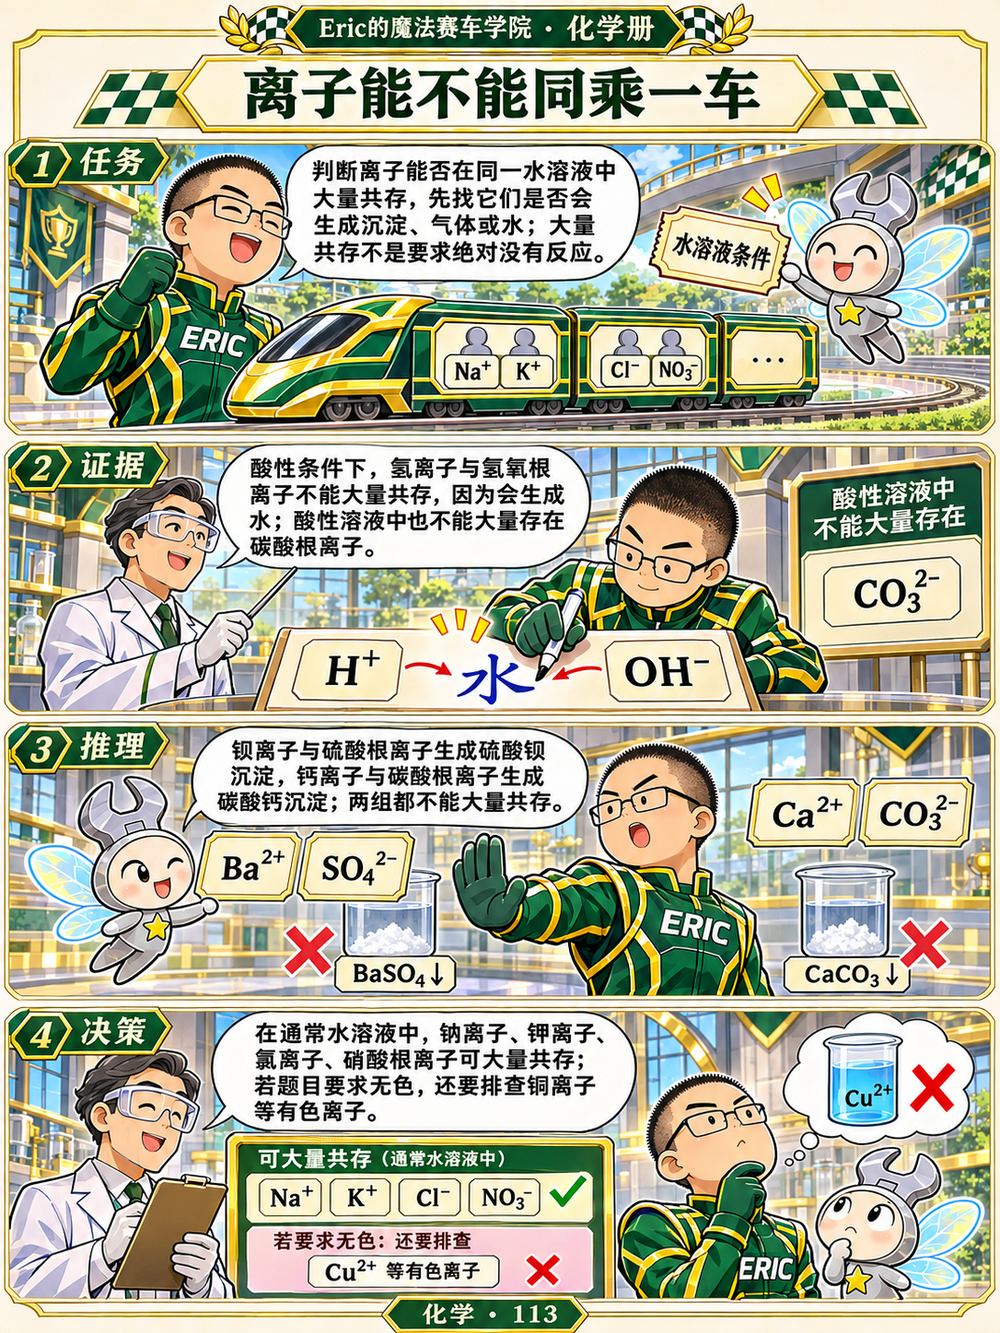 Eric的魔法赛车学院 · 化学册
离子能不能同乘一车
1 任务
判断离子能否在同一水溶液中
大量共存，先找它们是否会
生成沉淀、气体或水；大量
共存不是要求绝对没有反应。
水溶液条件
ERIC
Na⁺ K⁺ Cl⁻ NO₃⁻ ···
2 证据
酸性条件下，氢离子与氢氧根
离子不能大量共存，因为会生成
水；酸性溶液中也不能大量存在
碳酸根离子。
酸性溶液中
不能大量存在
CO₃²⁻
H⁺ 水 OH⁻
3 推理
钡离子与硫酸根离子生成硫酸钡
沉淀，钙离子与碳酸根离子生成
碳酸钙沉淀；两组都不能大量共存。
Ba²⁺ SO₄²⁻
BaSO₄↓
ERIC
Ca²⁺ CO₃²⁻
CaCO₃↓
4 决策
在通常水溶液中，钠离子、钾离子、
氯离子、硝酸根离子可大量共存；
若题目要求无色，还要排查铜离子
等有色离子。
Cu²⁺
可大量共存（通常水溶液中）
Na⁺ K⁺ Cl⁻ NO₃⁻
若要求无色：还要排查
Cu²⁺ 等有色离子
ERIC
化学 · 113